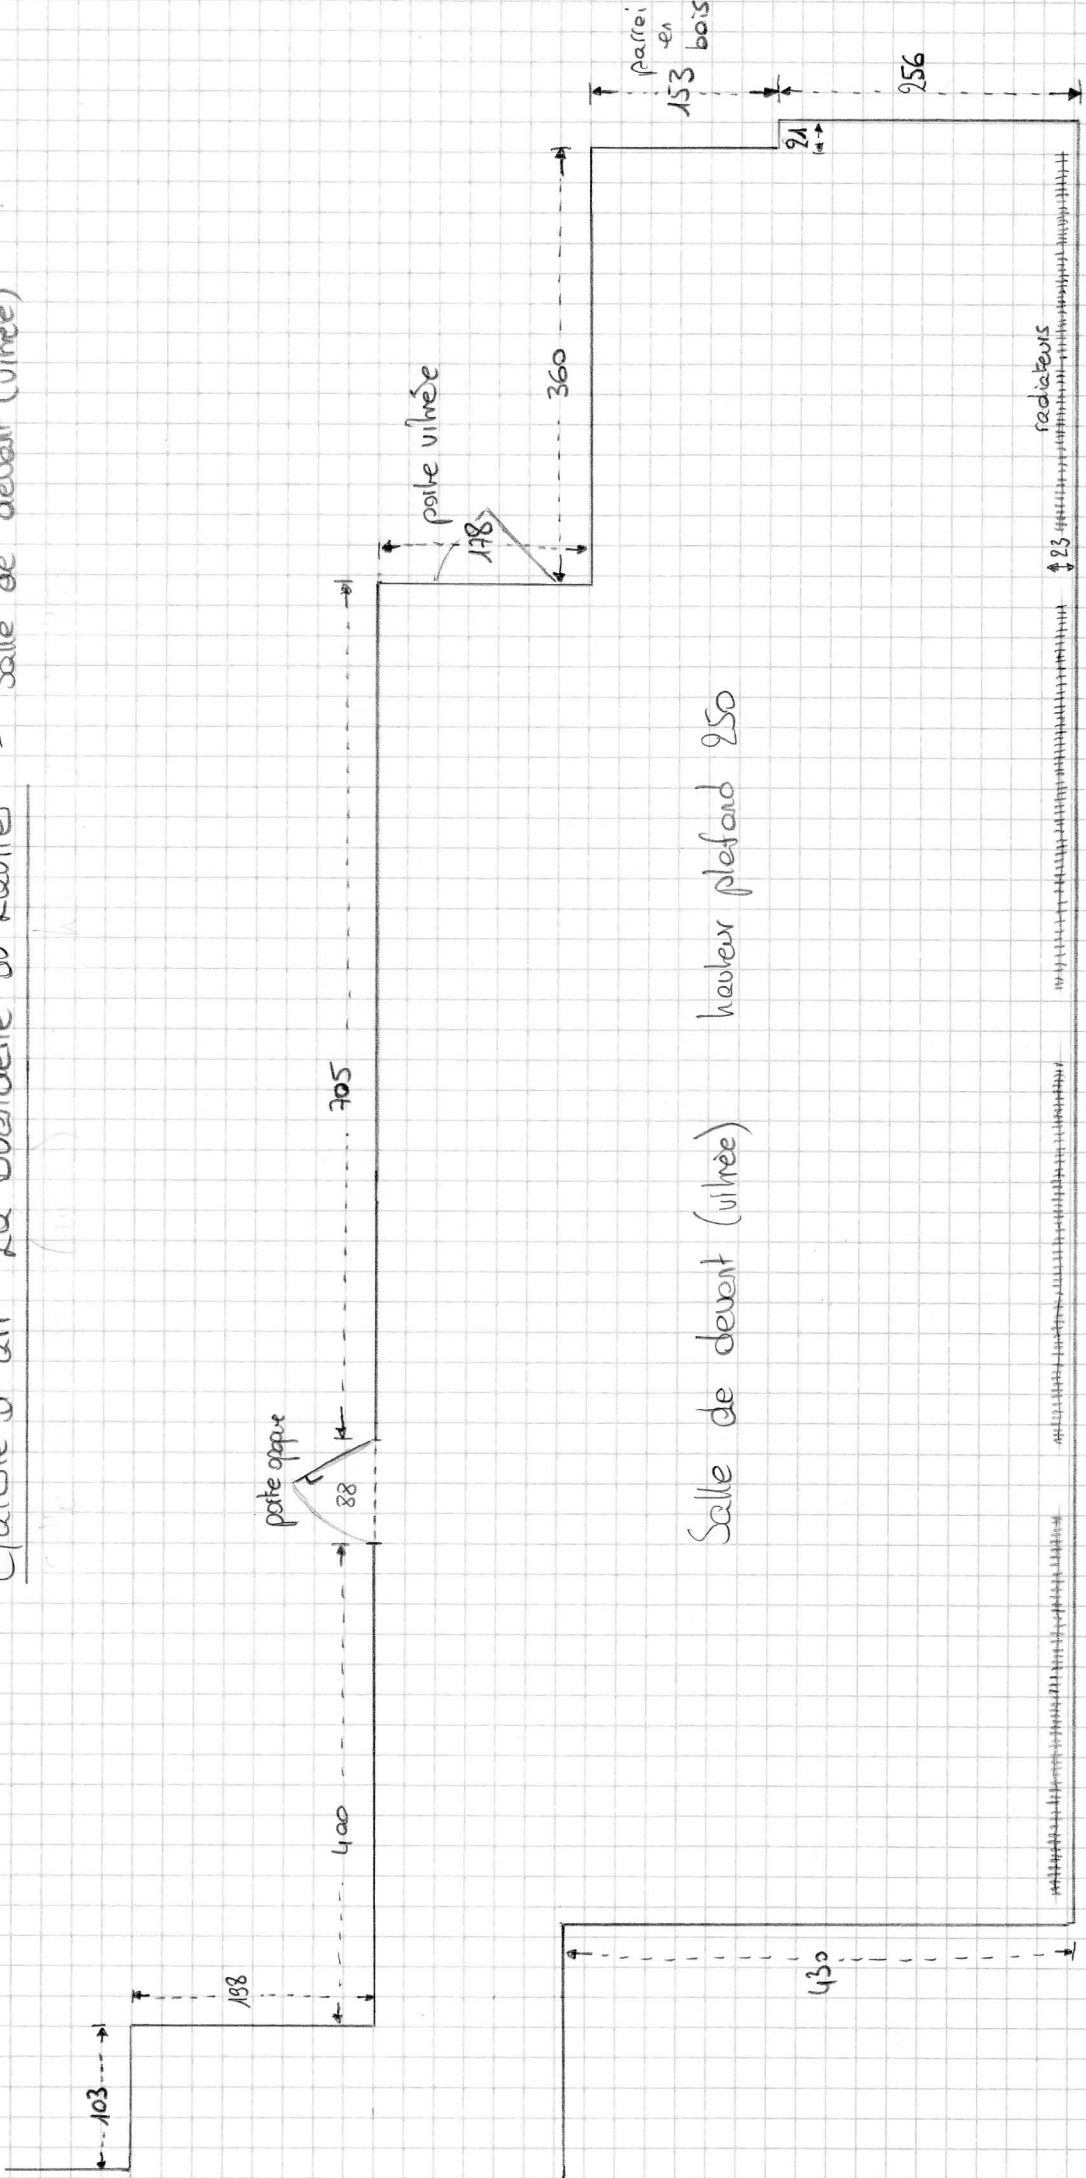 salle de devant (vitrée)
porte opaque
88
400
198
103
705
porte vitrée
178
360
parroi
en
bois
153
256
21
radiateurs
23
Salle de devant (vitrée)
hauteur plafond 250
430